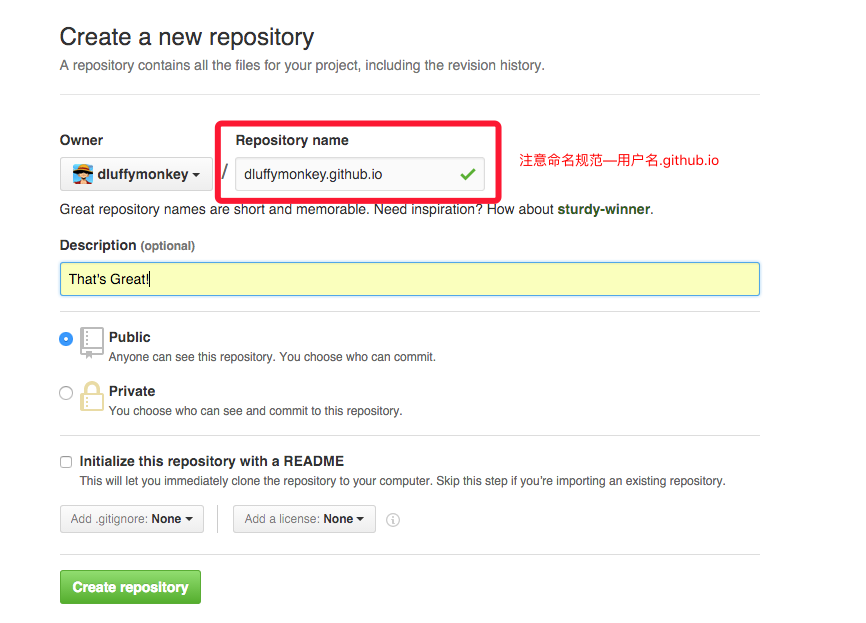 Create a new repository
A repository contains all the files for your project, including the revision history.
Owner
Repository name
dluffymonkey
/
dluffymonkey.github.io
注意命名规范—用户名.github.io
Great repository names are short and memorable. Need inspiration? How about sturdy-winner.
Description (optional)
That's Great!
Public
Anyone can see this repository. You choose who can commit.
Private
You choose who can see and commit to this repository.
Initialize this repository with a README
This will let you immediately clone the repository to your computer. Skip this step if you're importing an existing repository.
Add .gitignore: None
Add a license: None
Create repository